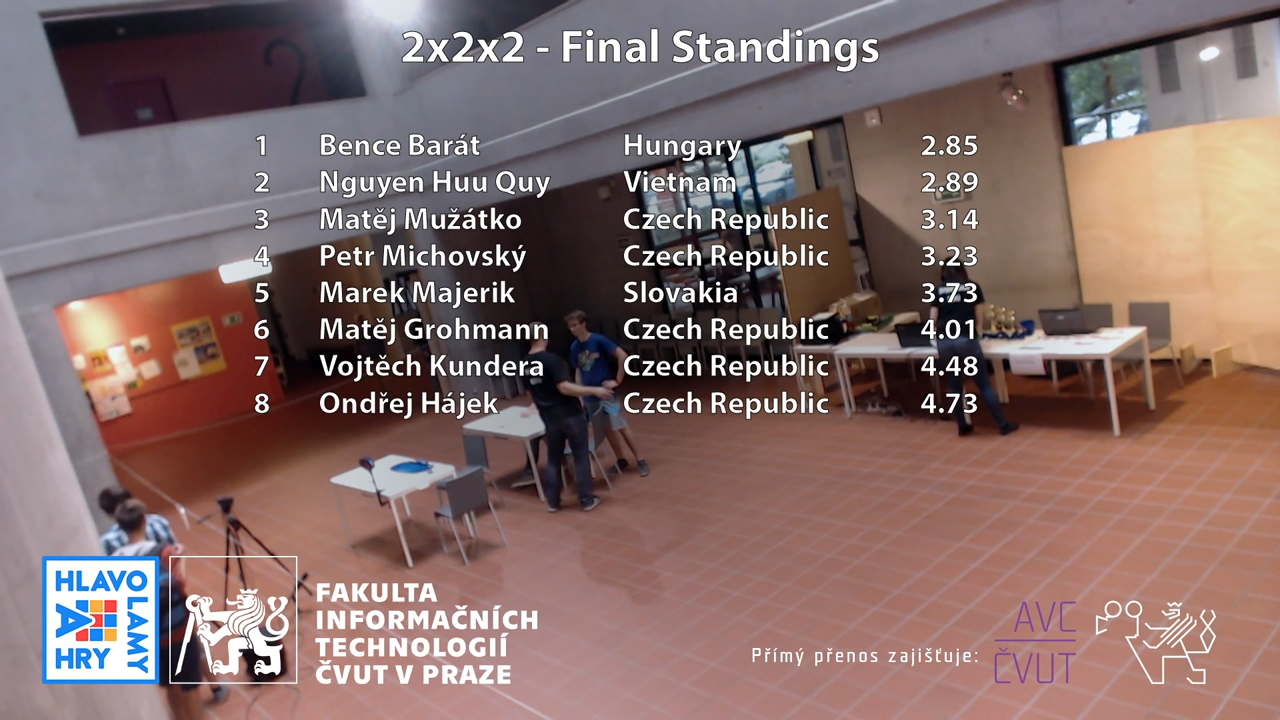 2x2x2 - Final Standings
1 Bence Barát Hungary 2.85
2 Nguyen Huu Quy Vietnam 2.89
3 Matěj Mužátko Czech Republic 3.14
4 Petr Michovský Czech Republic 3.23
5 Marek Majerik Slovakia 3.73
6 Matěj Grohmann Czech Republic 4.01
7 Vojtěch Kundera Czech Republic 4.48
8 Ondřej Hájek Czech Republic 4.73
HLAVOLAMY
A
HRY
FAKULTA
INFORMAČNÍCH
TECHNOLOGIÍ
ČVUT V PRAZE
Přímý přenos zajišťuje:
AVC
ČVUT